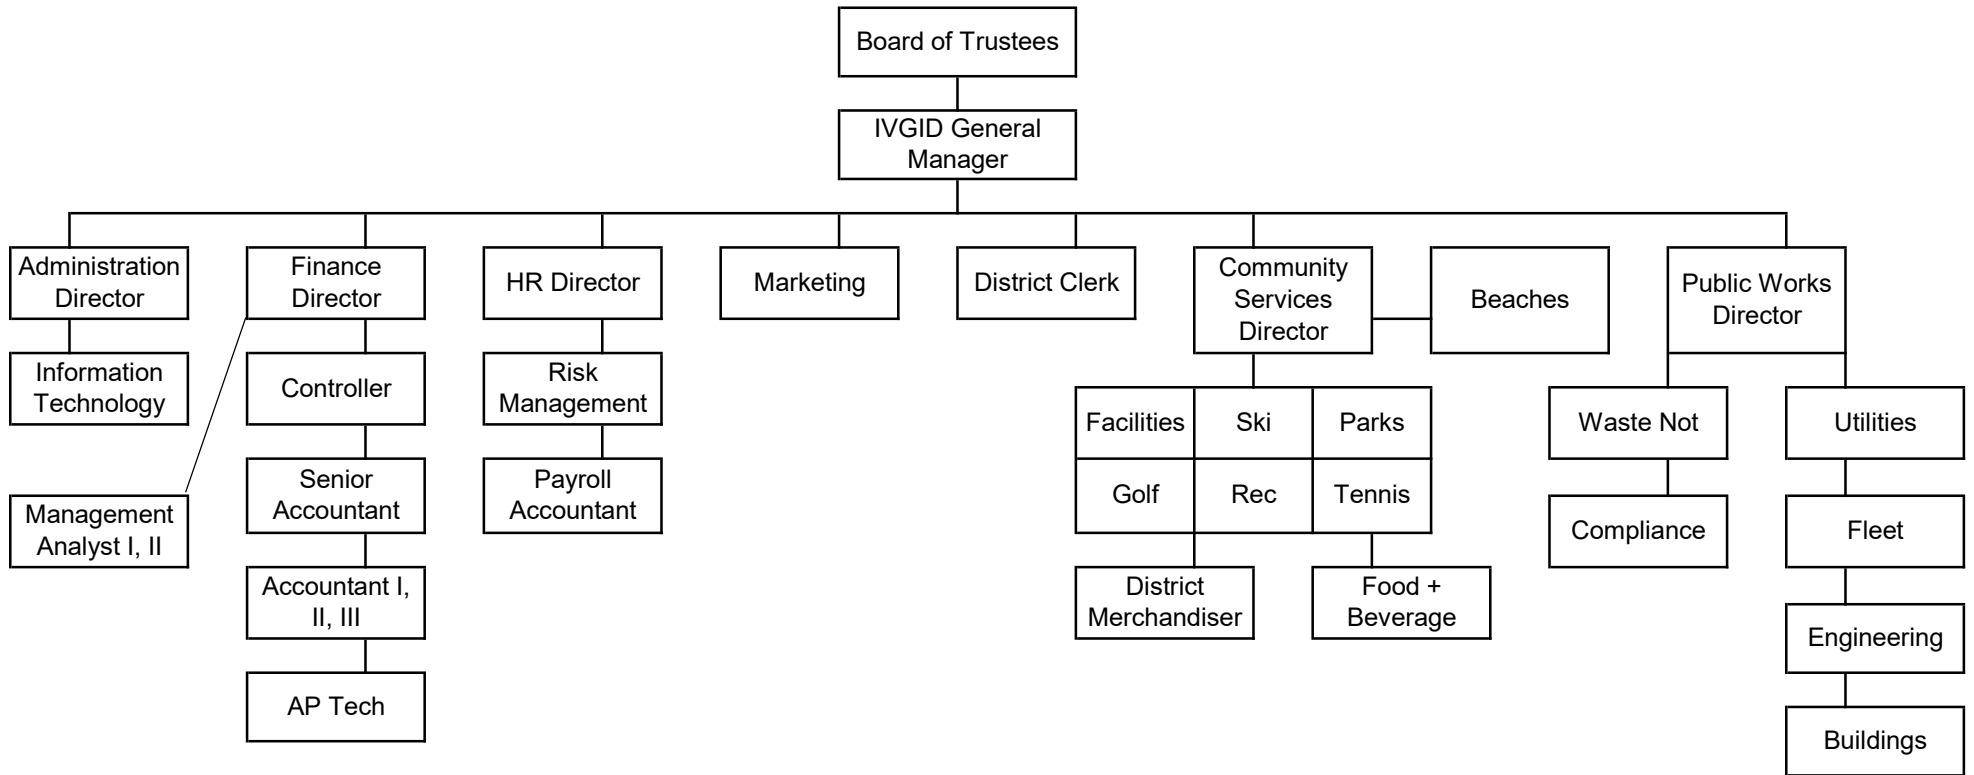 Board of Trustees
IVGID General
Manager
Administration
Director
Finance
Director
HR Director
Marketing
District Clerk
Community
Services
Director
Beaches
Public Works
Director
Information
Technology
Controller
Risk
Management
Facilities
Ski
Parks
Waste Not
Utilities
Management
Analyst I, II
Senior
Accountant
Payroll
Accountant
Golf
Rec
Tennis
Compliance
Fleet
Accountant I,
II, III
District
Merchandiser
Food +
Beverage
Engineering
AP Tech
Buildings